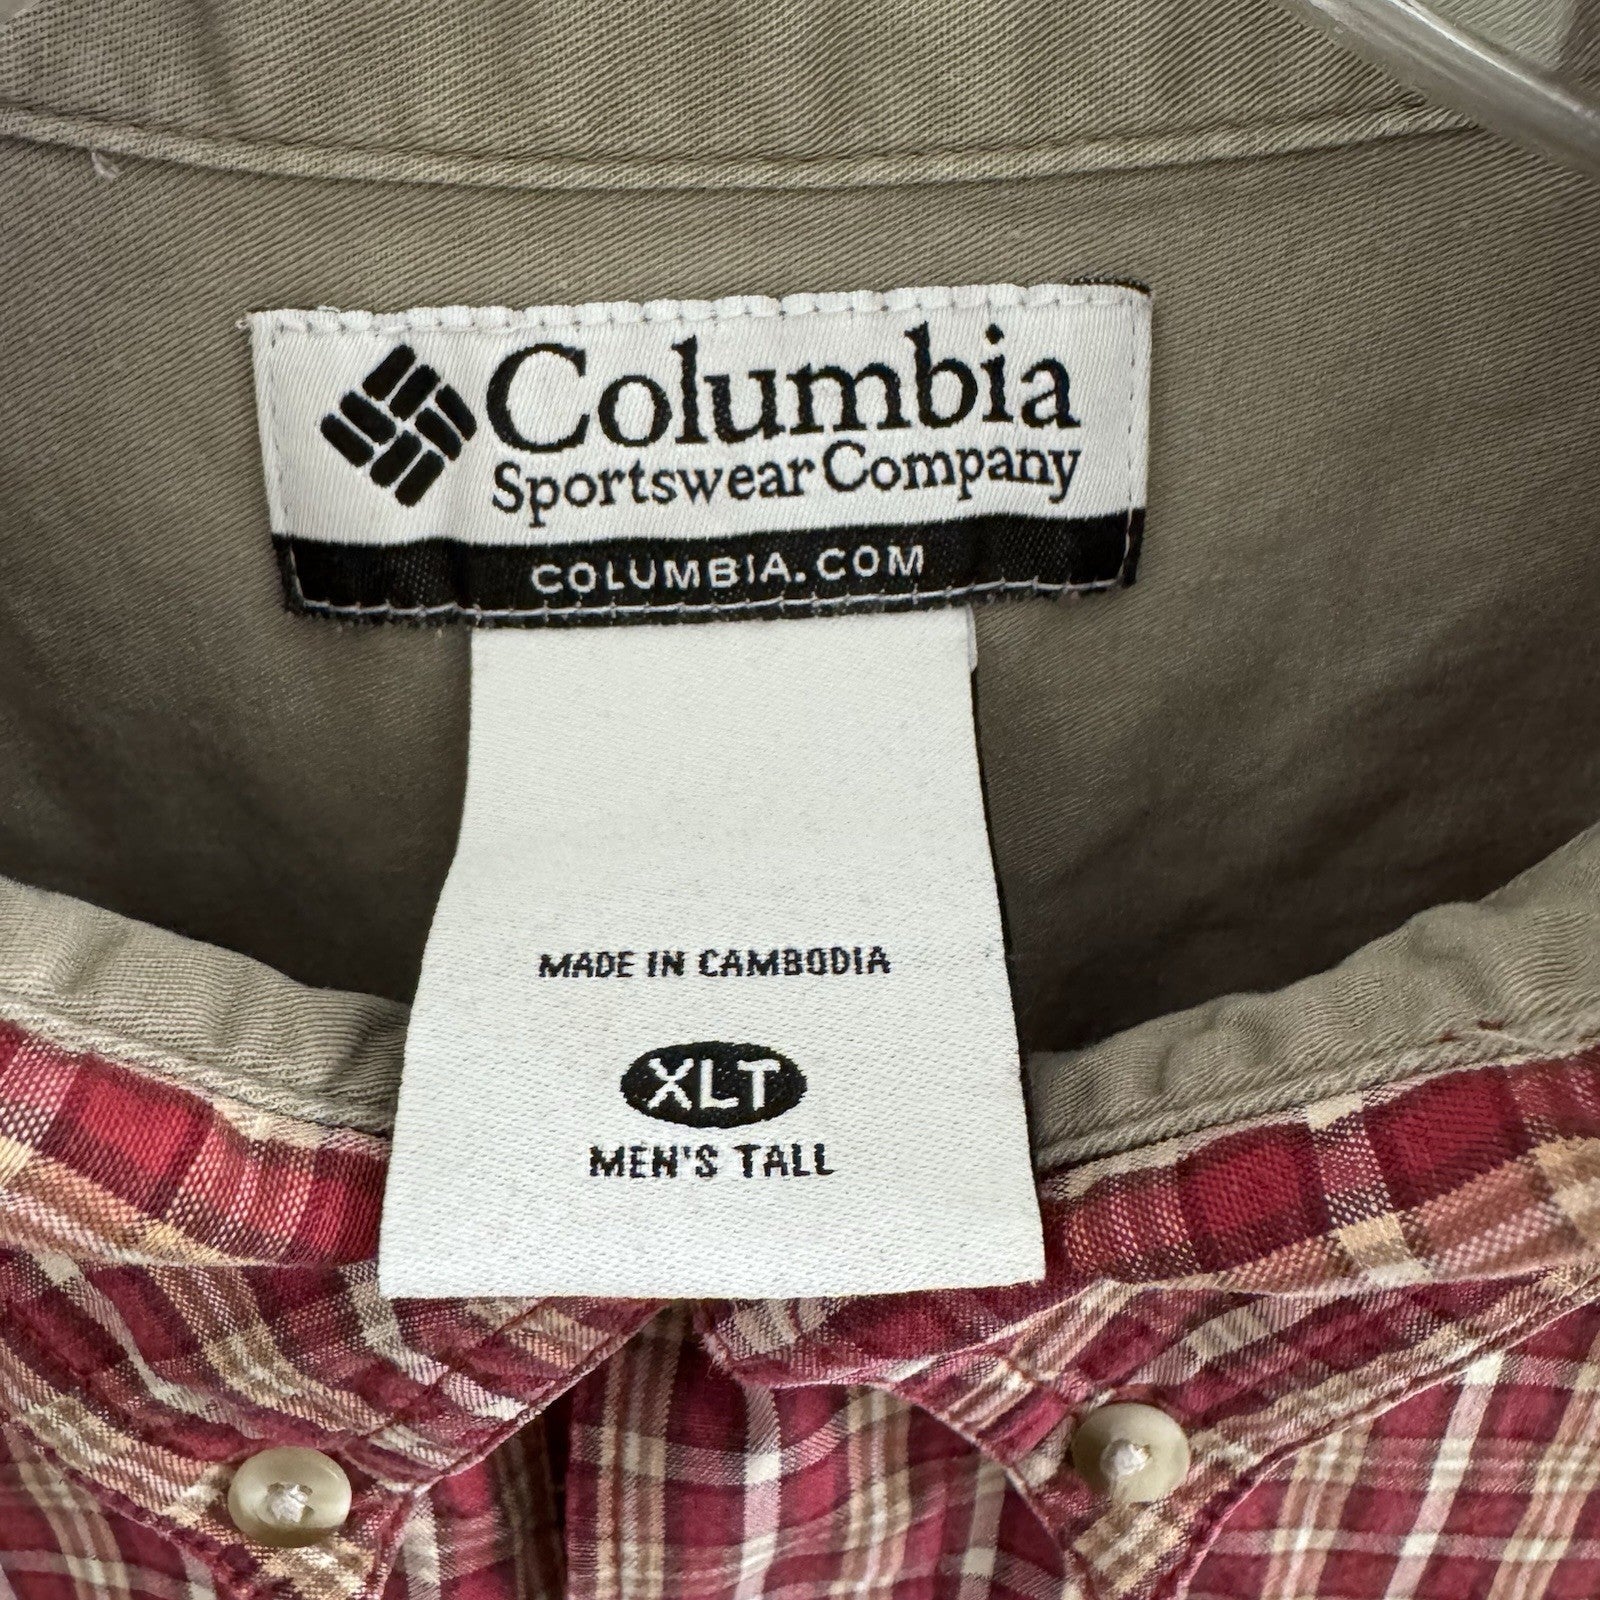 Columbia
Sportswear Company
COLUMBIA.COM
MADE IN CAMBODIA
XLT
MEN'S TALL